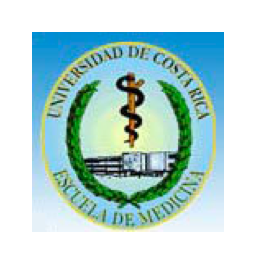 UNIVERSIDAD DE COSTA RICA
ESCUELA DE MEDICINA